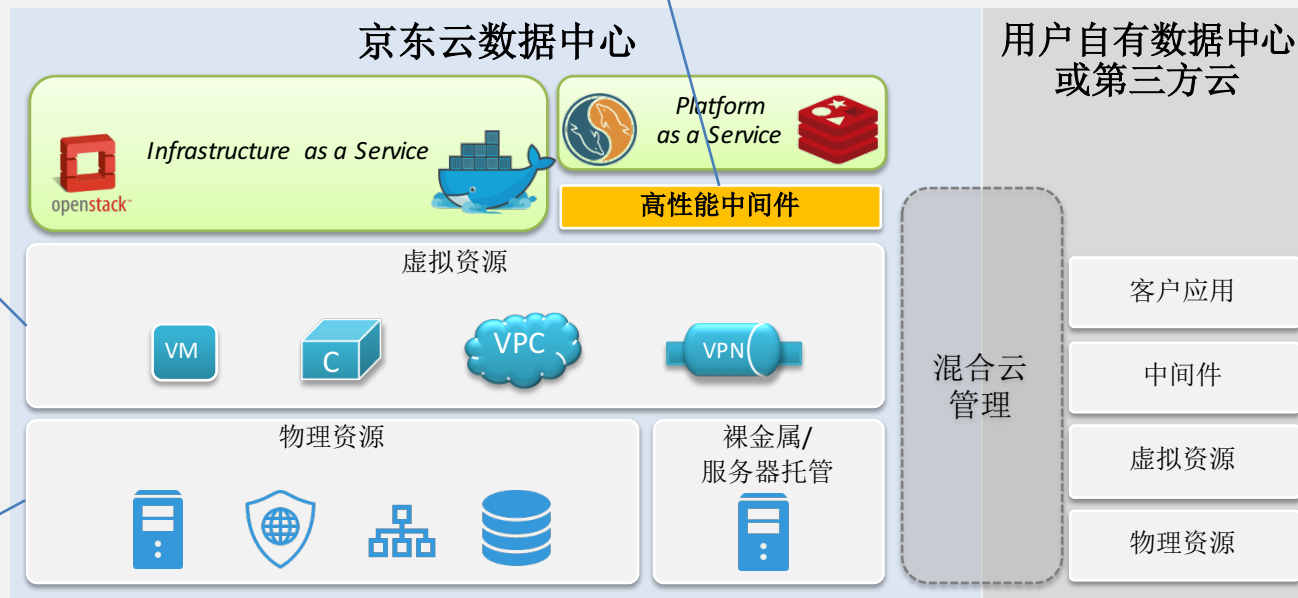 京东云数据中心
用户自有数据中心
或第三方云
openstack
Infrastructure as a Service
Platform
as a Service
高性能中间件
虚拟资源
VM
C
VPC
VPN
物理资源
裸金属/
服务器托管
混合云
管理
客户应用
中间件
虚拟资源
物理资源